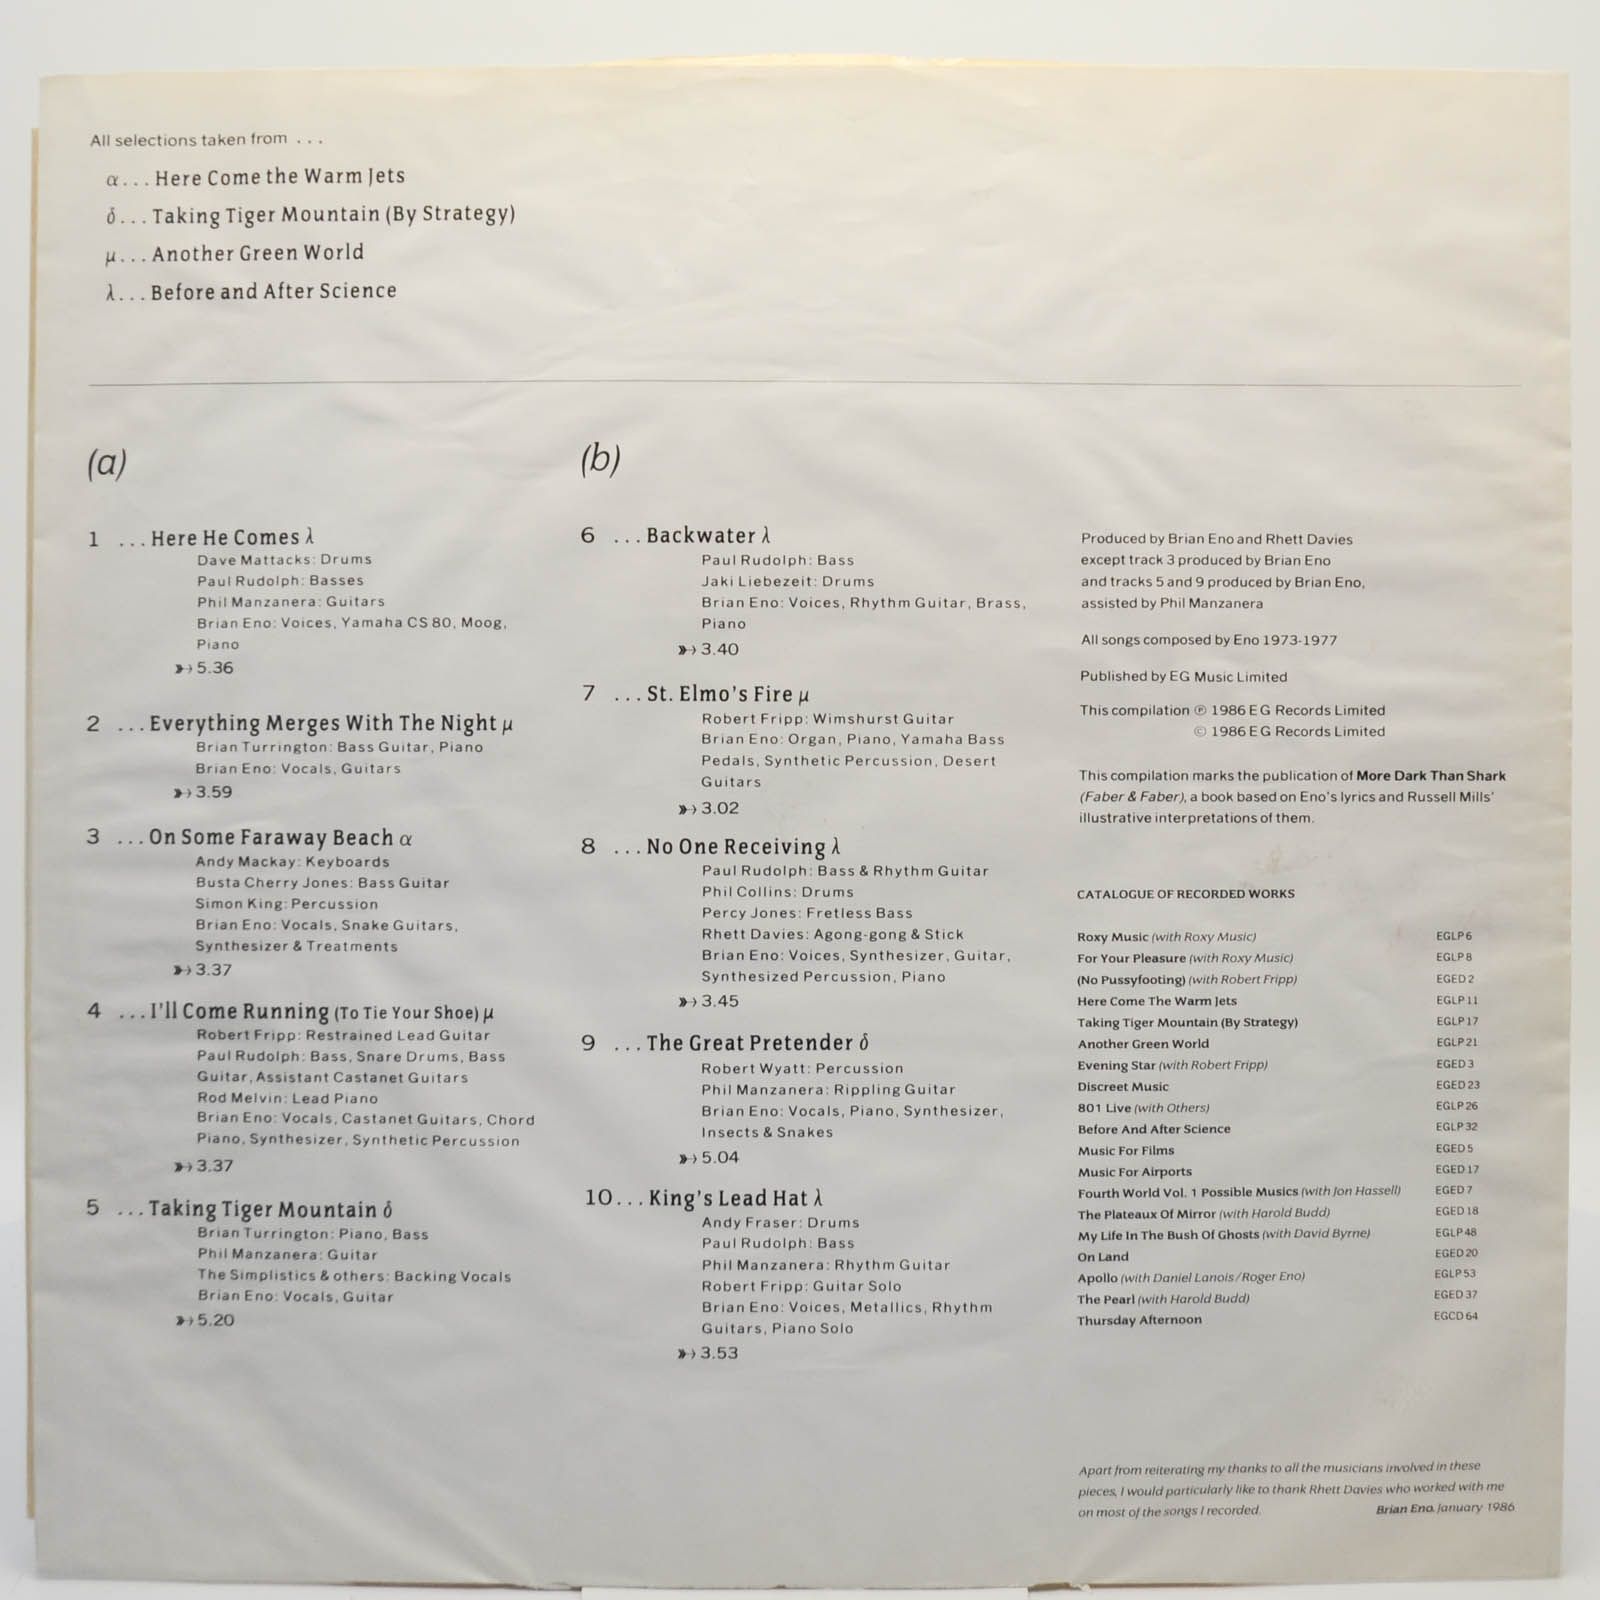 All selections taken from . . .
α . . . Here Come the Warm Jets
δ . . . Taking Tiger Mountain (By Strategy)
μ . . . Another Green World
λ . . . Before and After Science
(a)
1 . . . Here He Comes λ
Dave Mattacks: Drums
Paul Rudolph: Basses
Phil Manzanera: Guitars
Brian Eno: Voices, Yamaha CS 80, Moog,
Piano
5.36
2 . . . Everything Merges With The Night μ
Brian Turrington: Bass Guitar, Piano
Brian Eno: Vocals, Guitars
3.59
3 . . . On Some Faraway Beach α
Andy Mackay: Keyboards
Busta Cherry Jones: Bass Guitar
Simon King: Percussion
Brian Eno: Vocals, Snake Guitars,
Synthesizer & Treatments
3.37
4 . . . I'll Come Running (To Tie Your Shoe) μ
Robert Fripp: Restrained Lead Guitar
Paul Rudolph: Bass, Snare Drums, Bass
Guitar, Assistant Castanet Guitars
Rod Melvin: Lead Piano
Brian Eno: Vocals, Castanet Guitars, Chord
Piano, Synthesizer, Synthetic Percussion
3.37
5 . . . Taking Tiger Mountain δ
Brian Turrington: Piano, Bass
Phil Manzanera: Guitar
The Simplistics & others: Backing Vocals
Brian Eno: Vocals, Guitar
5.20
(b)
6 . . . Backwater λ
Paul Rudolph: Bass
Jaki Liebezeit: Drums
Brian Eno: Voices, Rhythm Guitar, Brass,
Piano
3.40
7 . . . St. Elmo's Fire μ
Robert Fripp: Wimshurst Guitar
Brian Eno: Organ, Piano, Yamaha Bass
Pedals, Synthetic Percussion, Desert
Guitars
3.02
8 . . . No One Receiving λ
Paul Rudolph: Bass & Rhythm Guitar
Phil Collins: Drums
Percy Jones: Fretless Bass
Rhett Davies: Agong-gong & Stick
Brian Eno: Voices, Synthesizer, Guitar,
Synthesized Percussion, Piano
3.45
9 . . . The Great Pretender δ
Robert Wyatt: Percussion
Phil Manzanera: Rippling Guitar
Brian Eno: Vocals, Piano, Synthesizer,
Insects & Snakes
5.04
10 . . . King's Lead Hat λ
Andy Fraser: Drums
Paul Rudolph: Bass
Phil Manzanera: Rhythm Guitar
Robert Fripp: Guitar Solo
Brian Eno: Voices, Metallics, Rhythm
Guitars, Piano Solo
3.53
Produced by Brian Eno and Rhett Davies
except track 3 produced by Brian Eno
and tracks 5 and 9 produced by Brian Eno,
assisted by Phil Manzanera
All songs composed by Eno 1973-1977
Published by EG Music Limited
This compilation ℗ 1986 EG Records Limited
© 1986 EG Records Limited
This compilation marks the publication of More Dark Than Shark
(Faber & Faber), a book based on Eno's lyrics and Russell Mills'
illustrative interpretations of them.
CATALOGUE OF RECORDED WORKS
Roxy Music (with Roxy Music) EGLP 6
For Your Pleasure (with Roxy Music) EGLP 8
(No Pussyfooting) (with Robert Fripp) EGED 2
Here Come The Warm Jets EGLP 11
Taking Tiger Mountain (By Strategy) EGLP 17
Another Green World EGLP 21
Evening Star (with Robert Fripp) EGED 3
Discreet Music EGED 23
801 Live (with Others) EGLP 26
Before And After Science EGLP 32
Music For Films EGED 5
Music For Airports EGED 17
Fourth World Vol. 1 Possible Musics (with Jon Hassell) EGED 7
The Plateaux Of Mirror (with Harold Budd) EGED 18
My Life In The Bush Of Ghosts (with David Byrne) EGLP 48
On Land EGED 20
Apollo (with Daniel Lanois/Roger Eno) EGLP 53
The Pearl (with Harold Budd) EGED 37
Thursday Afternoon EGCD 64
Apart from reiterating my thanks to all the musicians involved in these
pieces, I would particularly like to thank Rhett Davies who worked with me
on most of the songs I recorded. Brian Eno. January 1986